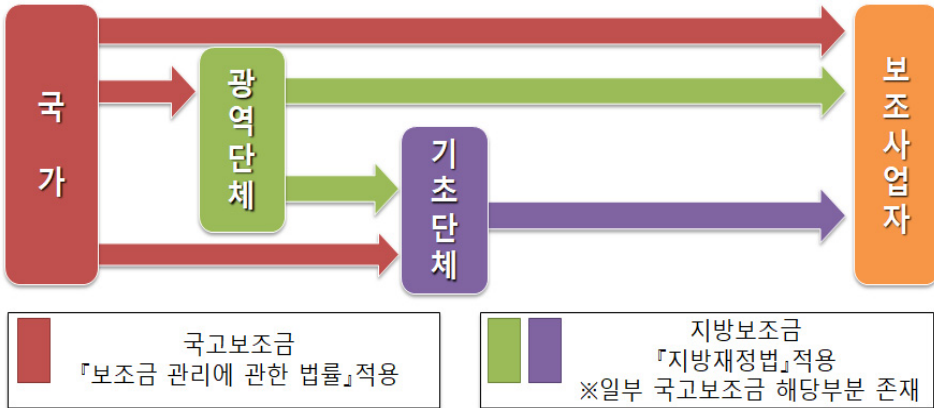 국가
광역단체
기초단체
보조사업자
국고보조금
『보조금 관리에 관한 법률』적용
지방보조금
『지방재정법』적용
※일부 국고보조금 해당부분 존재